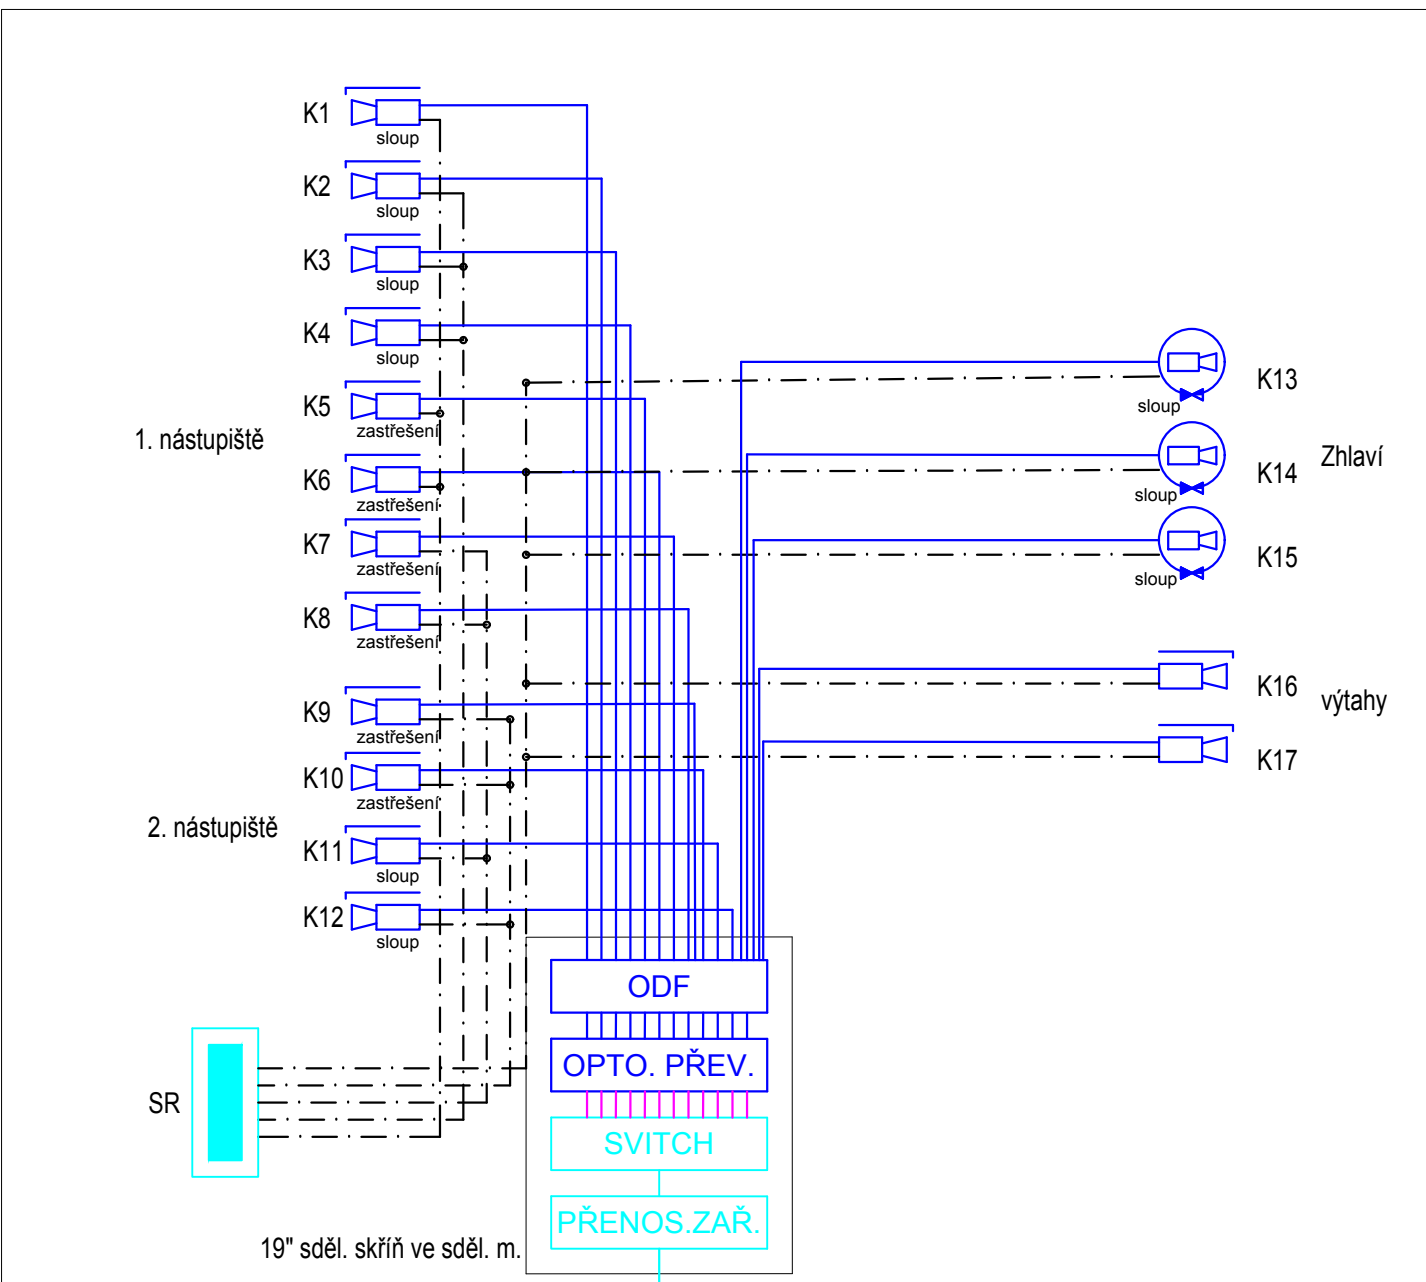 K1
sloup
K2
sloup
K3
sloup
K4
sloup
K5
zastřešení
1. nástupiště
K6
zastřešení
K7
zastřešení
K8
zastřešení
K9
zastřešení
K10
zastřešení
2. nástupiště
K11
sloup
K12
sloup
K13
sloup
K14
Zhlaví
sloup
K15
sloup
K16
výtahy
K17
ODF
OPTO. PŘEV.
SR
SVITCH
PŘENOS.ZAŘ.
19" sděl. skříň ve sděl. m.